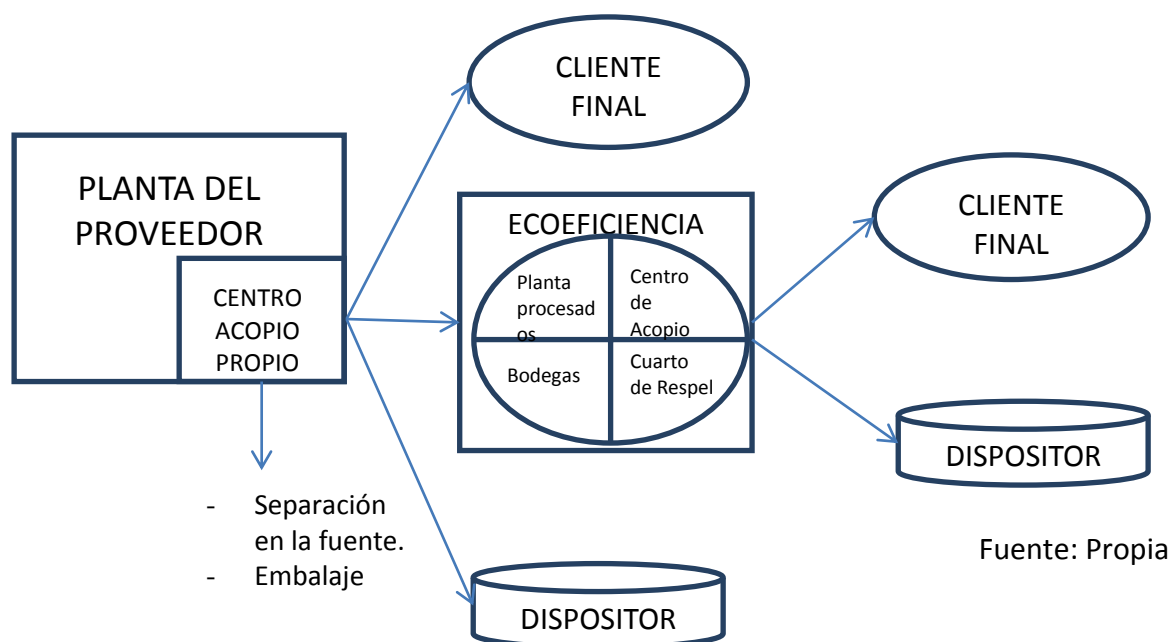 CLIENTE
FINAL
PLANTA DEL
PROVEEDOR
CENTRO
ACOPIO
PROPIO
ECOEFICIENCIA
Planta
procesad
os
Centro
de
Acopio
Bodegas
Cuarto
de Respel
CLIENTE
FINAL
DISPOSITOR
- Separación
en la fuente.
- Embalaje
DISPOSITOR
Fuente: Propia